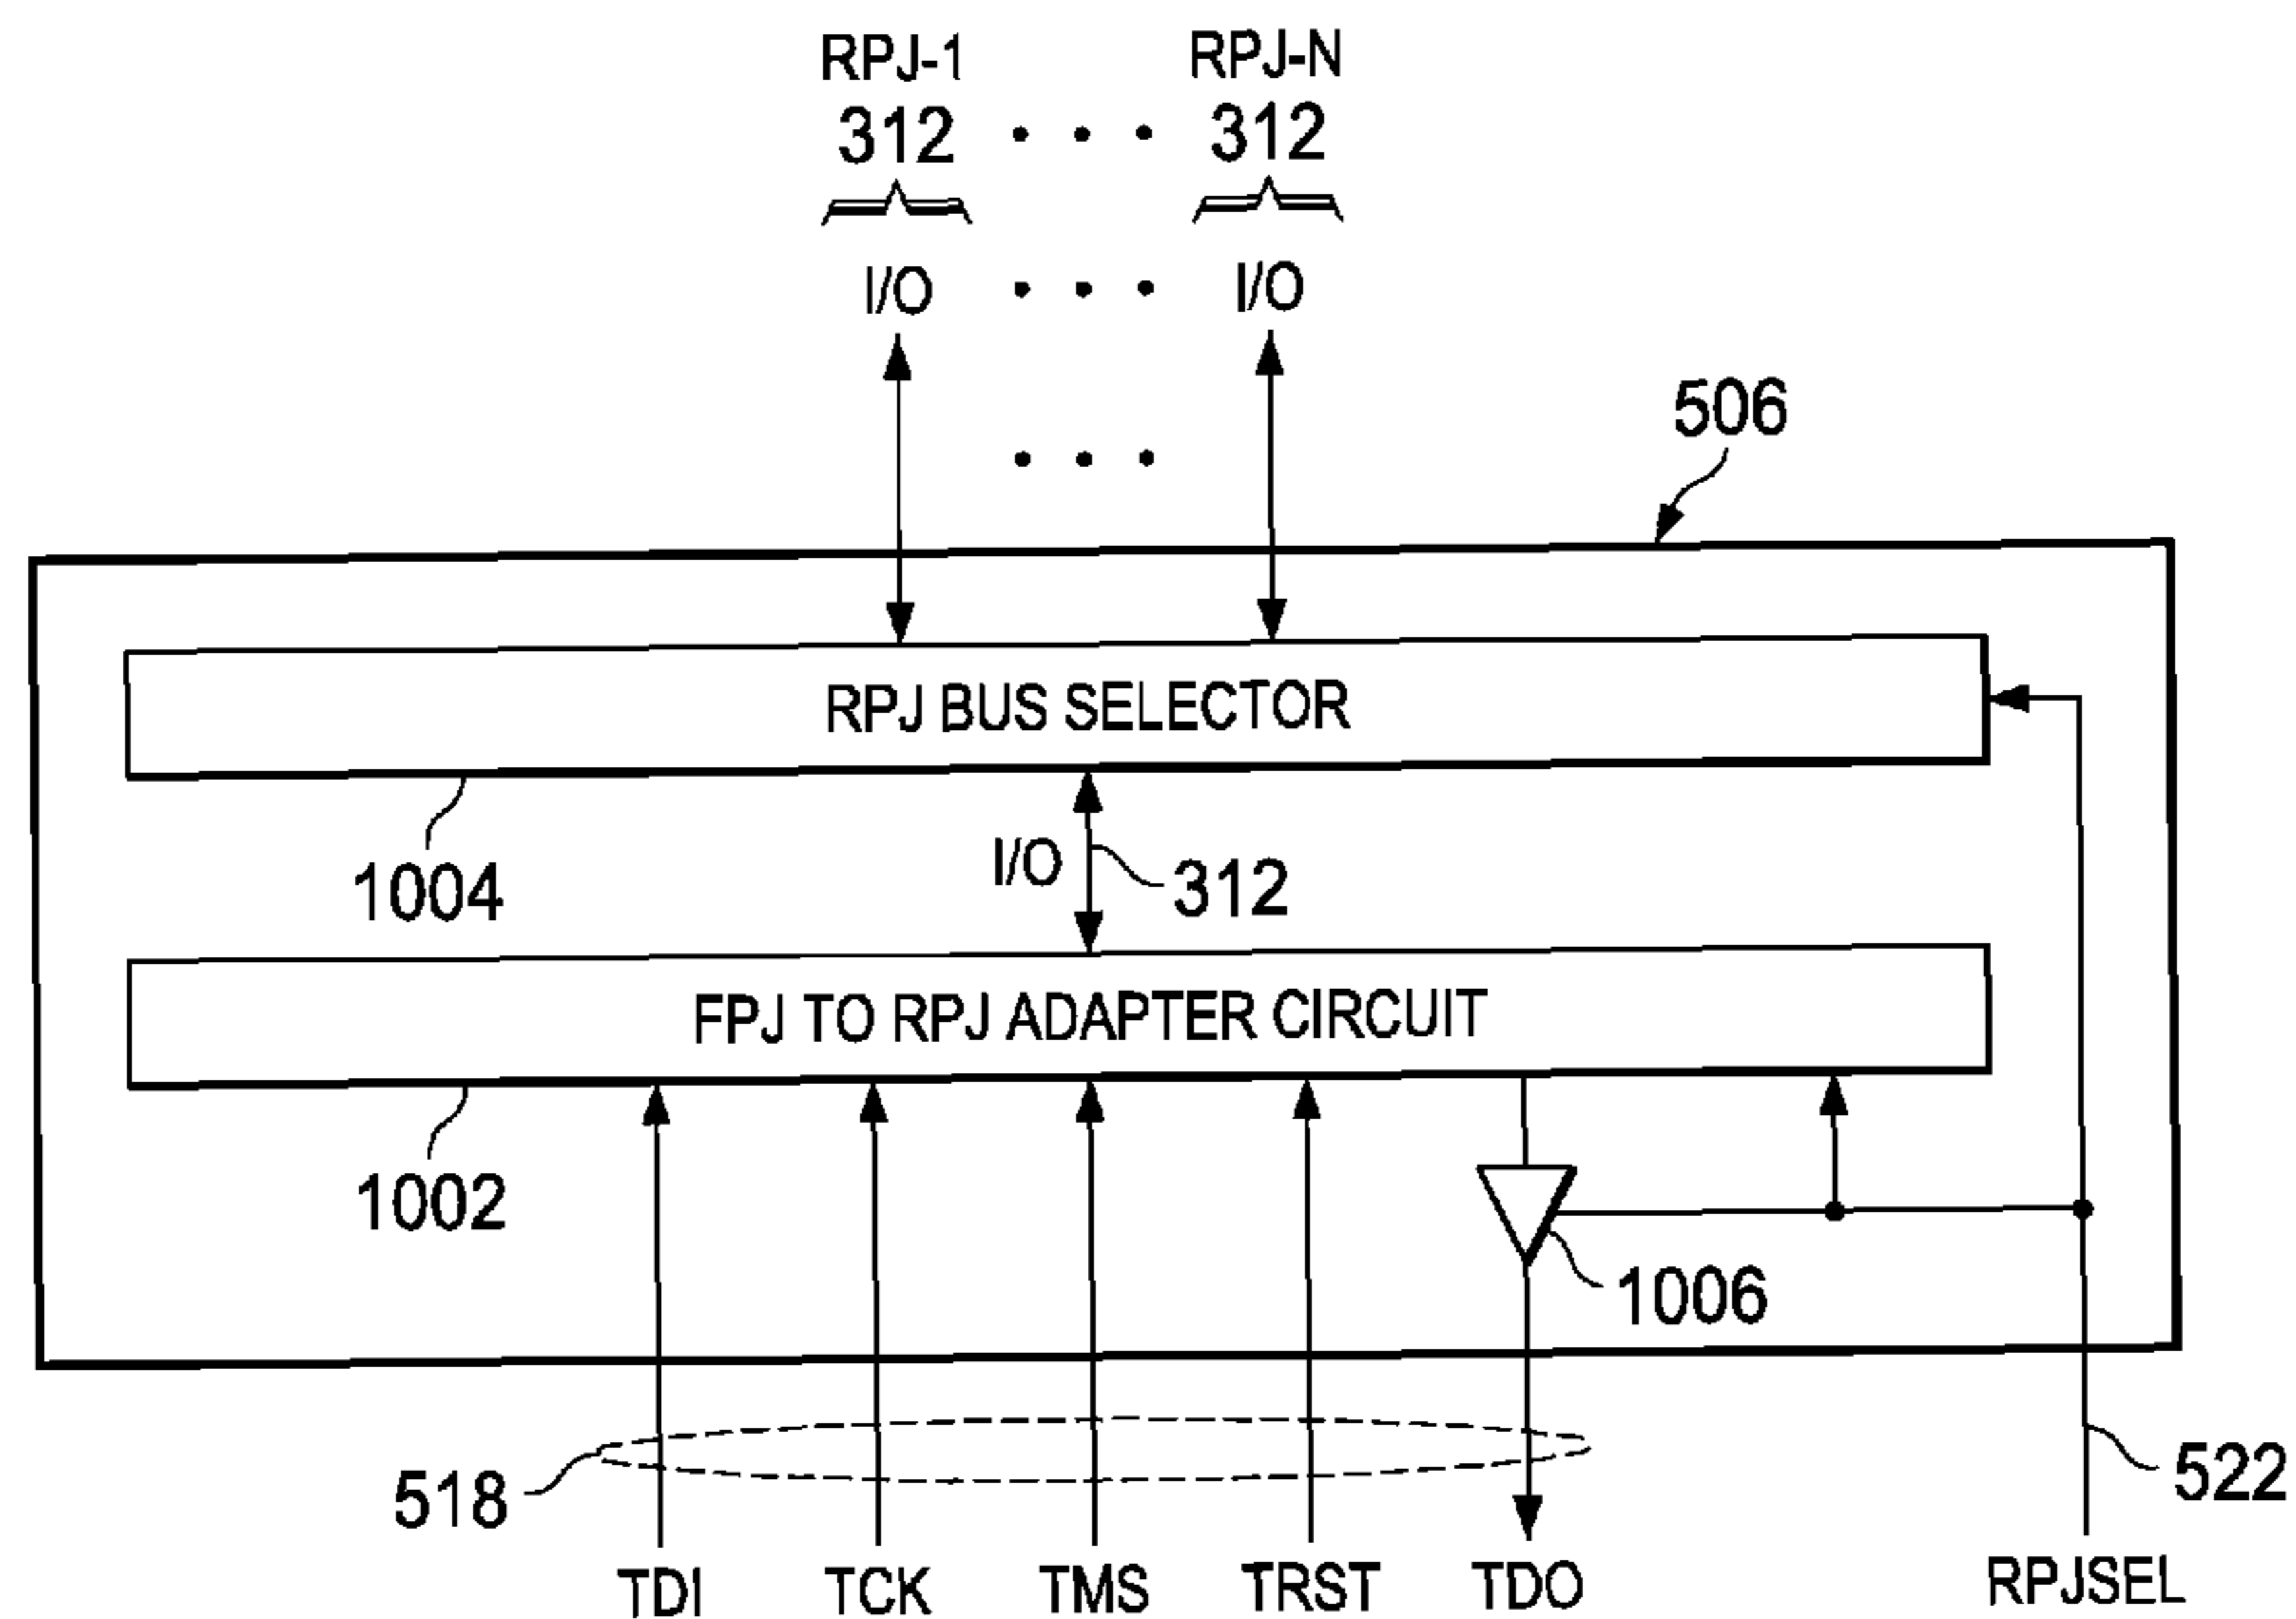 RPJ-1 RPJ-N
312 • • • 312
I/O • • • I/O
• • •
506
RPJ BUS SELECTOR
1004
I/O 312
FPJ TO RPJ ADAPTER CIRCUIT
1002
1006
518
522
TDI TCK TMS TRST TDO RPJSEL